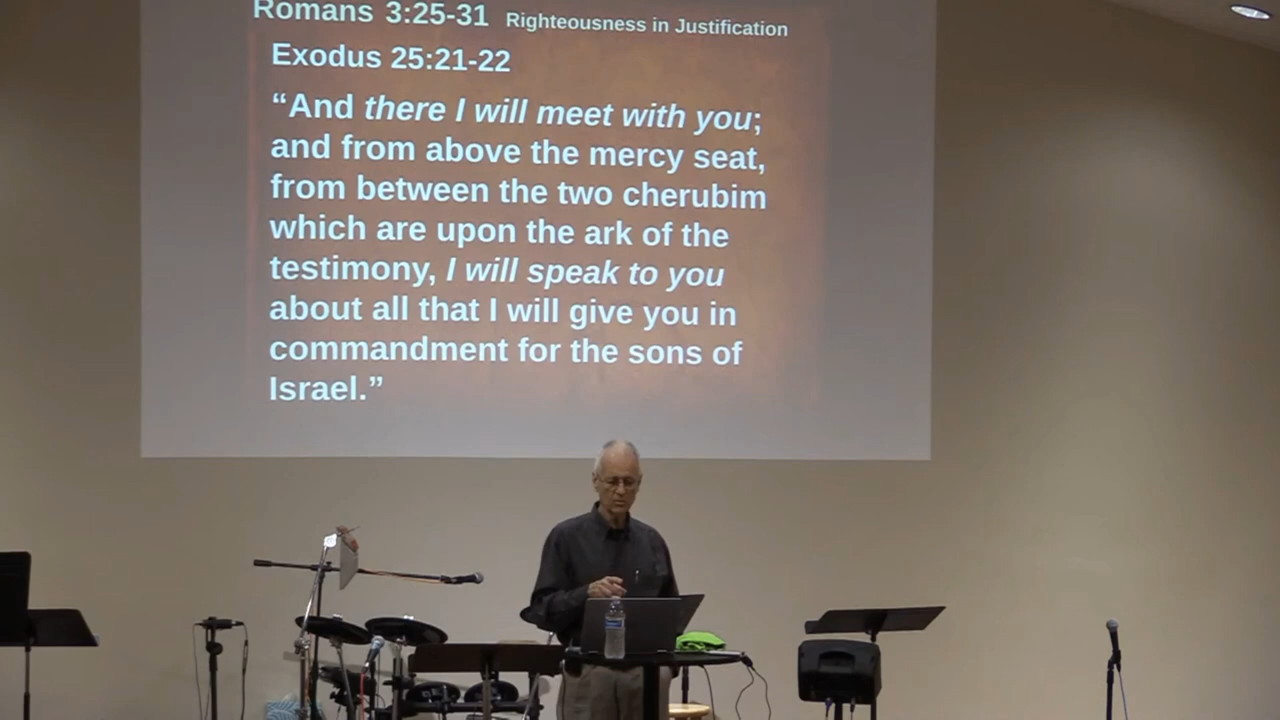 Romans 3:25-31 Righteousness in Justification
Exodus 25:21-22
“And there I will meet with you;
and from above the mercy seat,
from between the two cherubim
which are upon the ark of the
testimony, I will speak to you
about all that I will give you in
commandment for the sons of
Israel.”